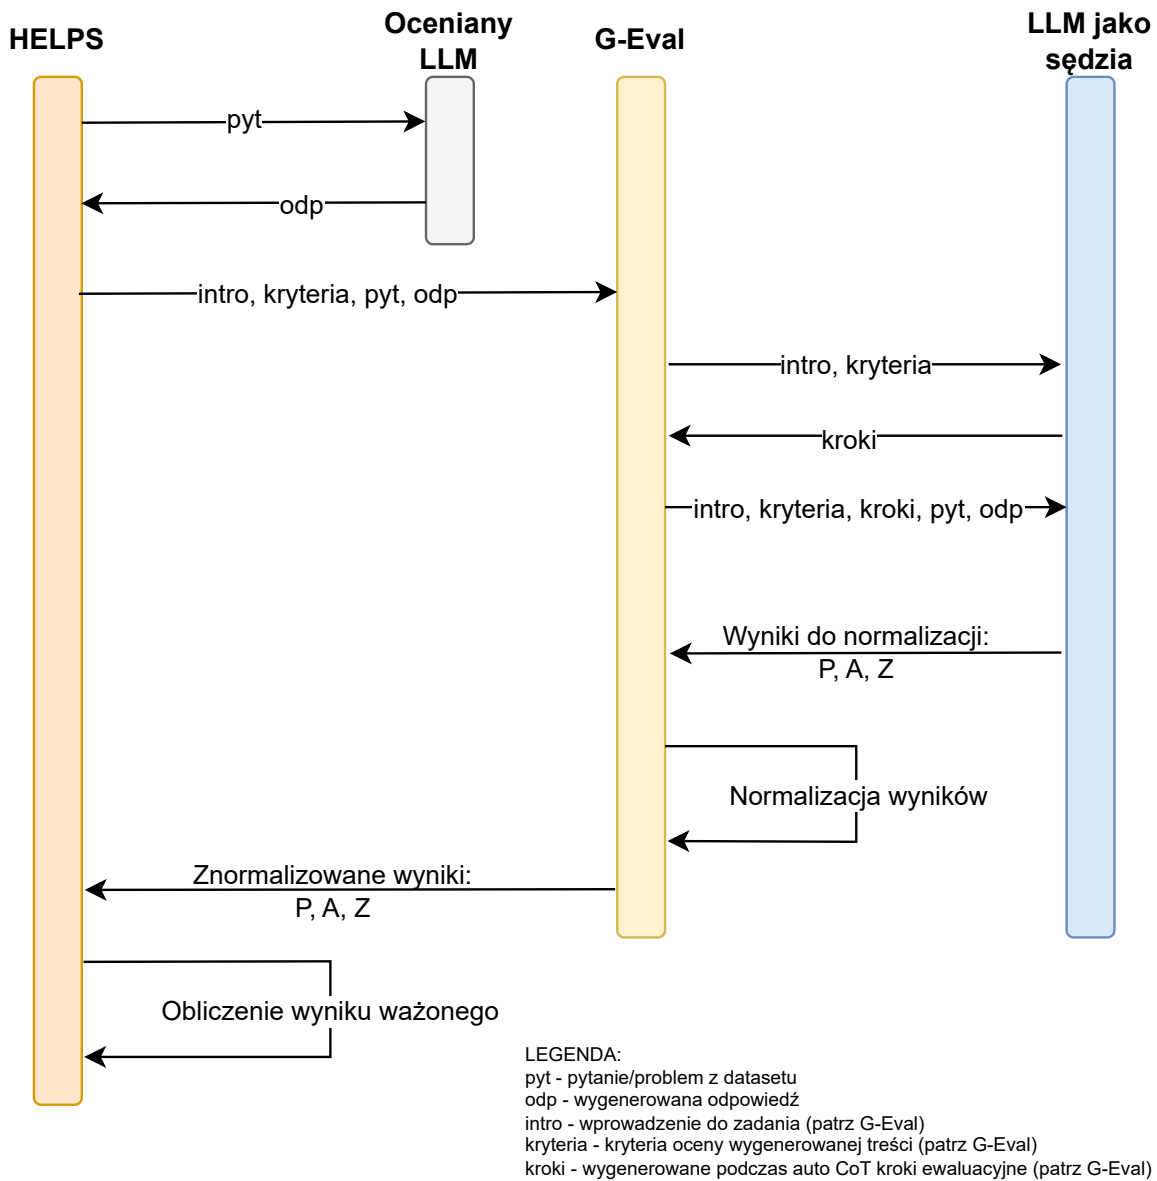 HELPS
Oceniany
LLM
G-Eval
LLM jako
sędzia
pyt
odp
intro, kryteria, pyt, odp
intro, kryteria
kroki
intro, kryteria, kroki, pyt, odp
Wyniki do normalizacji:
P, A, Z
Normalizacja wyników
Znormalizowane wyniki:
P, A, Z
Obliczenie wyniku ważonego
LEGENDA:
pyt - pytanie/problem z datasetu
odp - wygenerowana odpowiedź
intro - wprowadzenie do zadania (patrz G-Eval)
kryteria - kryteria oceny wygenerowanej treści (patrz G-Eval)
kroki - wygenerowane podczas auto CoT kroki ewaluacyjne (patrz G-Eval)